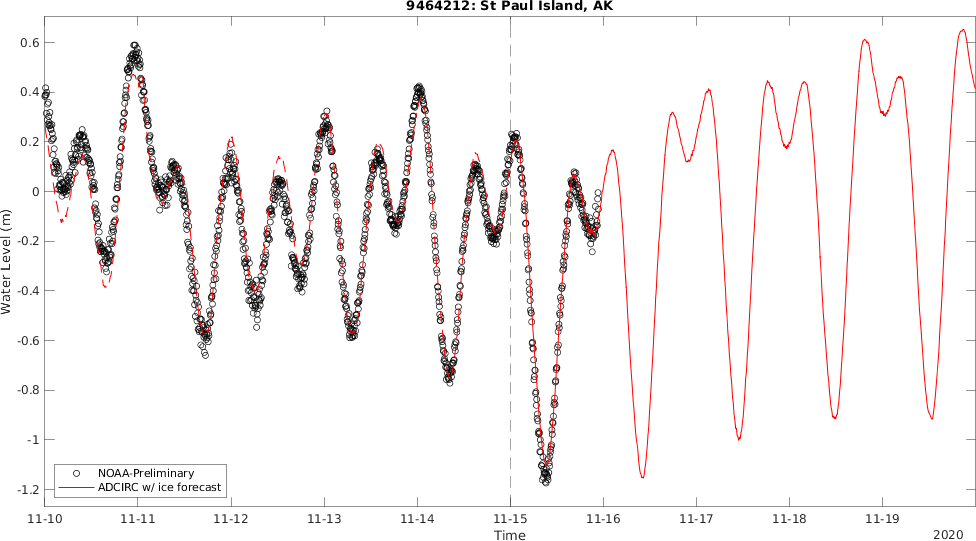 9464212: St Paul Island, AK
Water Level (m)
0.6
0.4
0.2
0
-0.2
-0.4
-0.6
-0.8
-1
-1.2
NOAA-Preliminary
ADCIRC w/ ice forecast
11-10 11-11 11-12 11-13 11-14 11-15 11-16 11-17 11-18 11-19
Time
2020